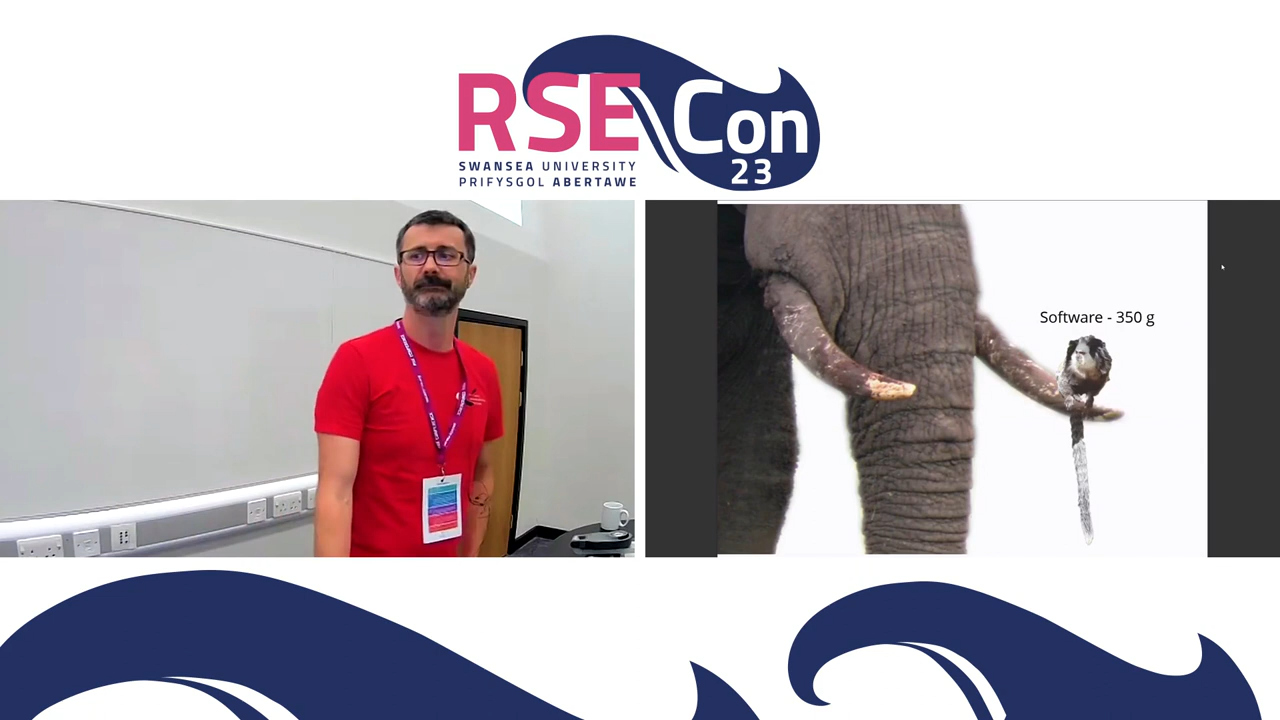 RSE Con
23
SWANSEA UNIVERSITY
PRIFYSGOL ABERTAWE
Software - 350 g